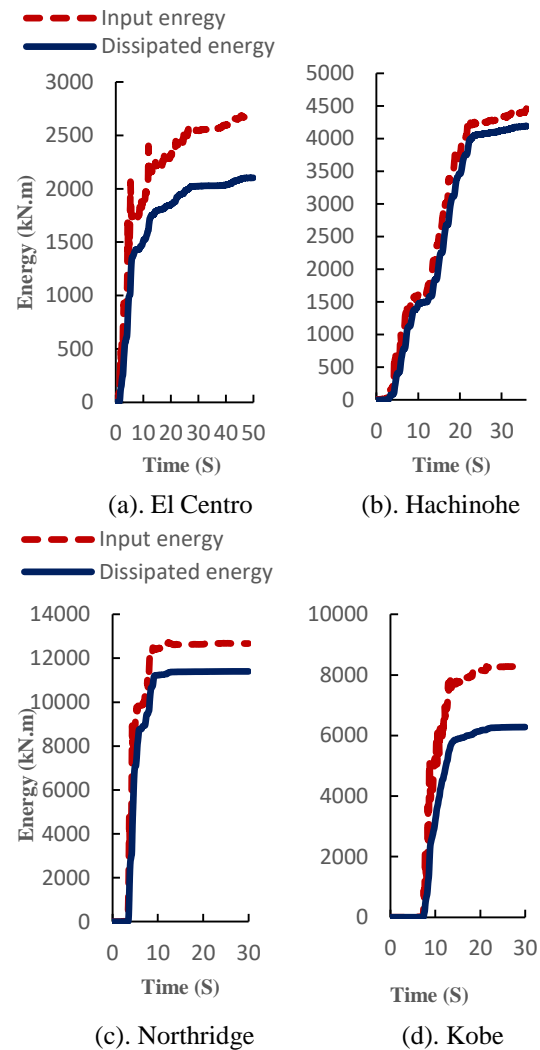 Input enregy
Dissipated energy
3000
2500
2000
1500
1000
500
0
Energy (kN.m)
0 10 20 30 40 50
Time (S)
(a). El Centro
5000
4500
4000
3500
3000
2500
2000
1500
1000
500
0
0 10 20 30
Time (S)
(b). Hachinohe
Input energy
Dissipated energy
14000
12000
10000
8000
6000
4000
2000
0
Energy (kN.m)
0 10 20 30
Time (S)
(c). Northridge
10000
8000
6000
4000
2000
0
0 10 20 30
Time (S)
(d). Kobe